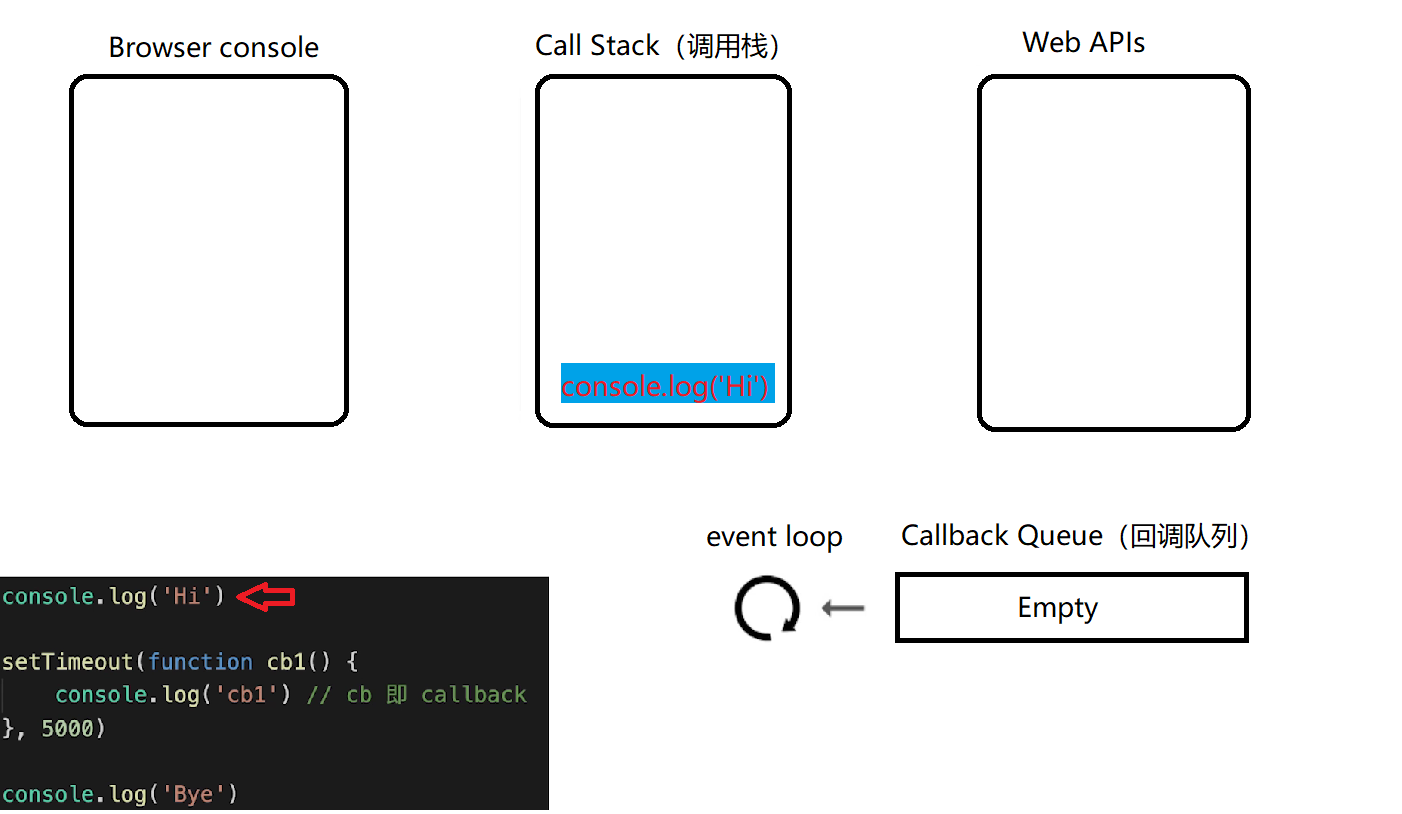 Browser console
Call Stack（调用栈）
Web APIs
console.log('Hi')
event loop
Callback Queue（回调队列）
Empty
console.log('Hi')
setTimeout(function cb1() {
    console.log('cb1') // cb 即 callback
}, 5000)
console.log('Bye')